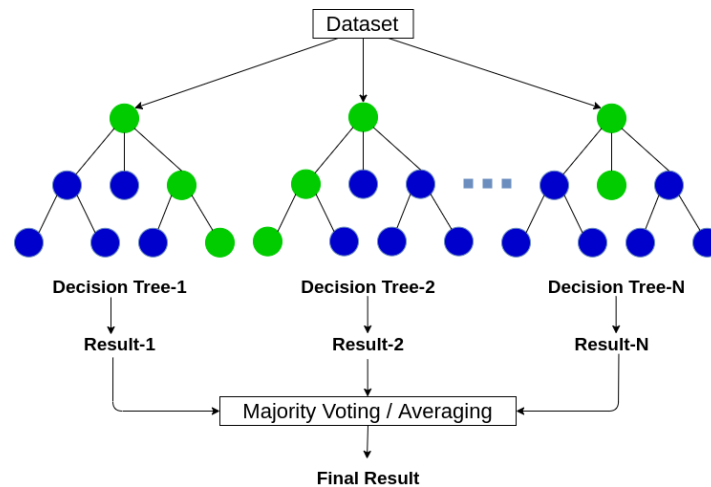 Dataset
Decision Tree-1
Decision Tree-2
Decision Tree-N
Result-1
Result-2
Result-N
Majority Voting / Averaging
Final Result